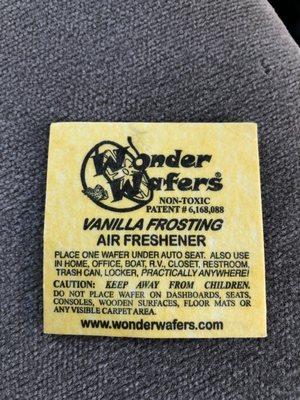 Wonder
Wafers®
NON-TOXIC
PATENT # 6,168,088
VANILLA FROSTING
AIR FRESHENER
PLACE ONE WAFER UNDER AUTO SEAT. ALSO USE
IN HOME, OFFICE, BOAT, R.V., CLOSET, RESTROOM,
TRASH CAN, LOCKER, PRACTICALLY ANYWHERE!
CAUTION: KEEP AWAY FROM CHILDREN.
DO NOT PLACE WAFER ON DASHBOARDS, SEATS,
CONSOLES, WOODEN SURFACES, FLOOR MATS OR
ANY VISIBLE CARPET AREA.
www.wonderwafers.com